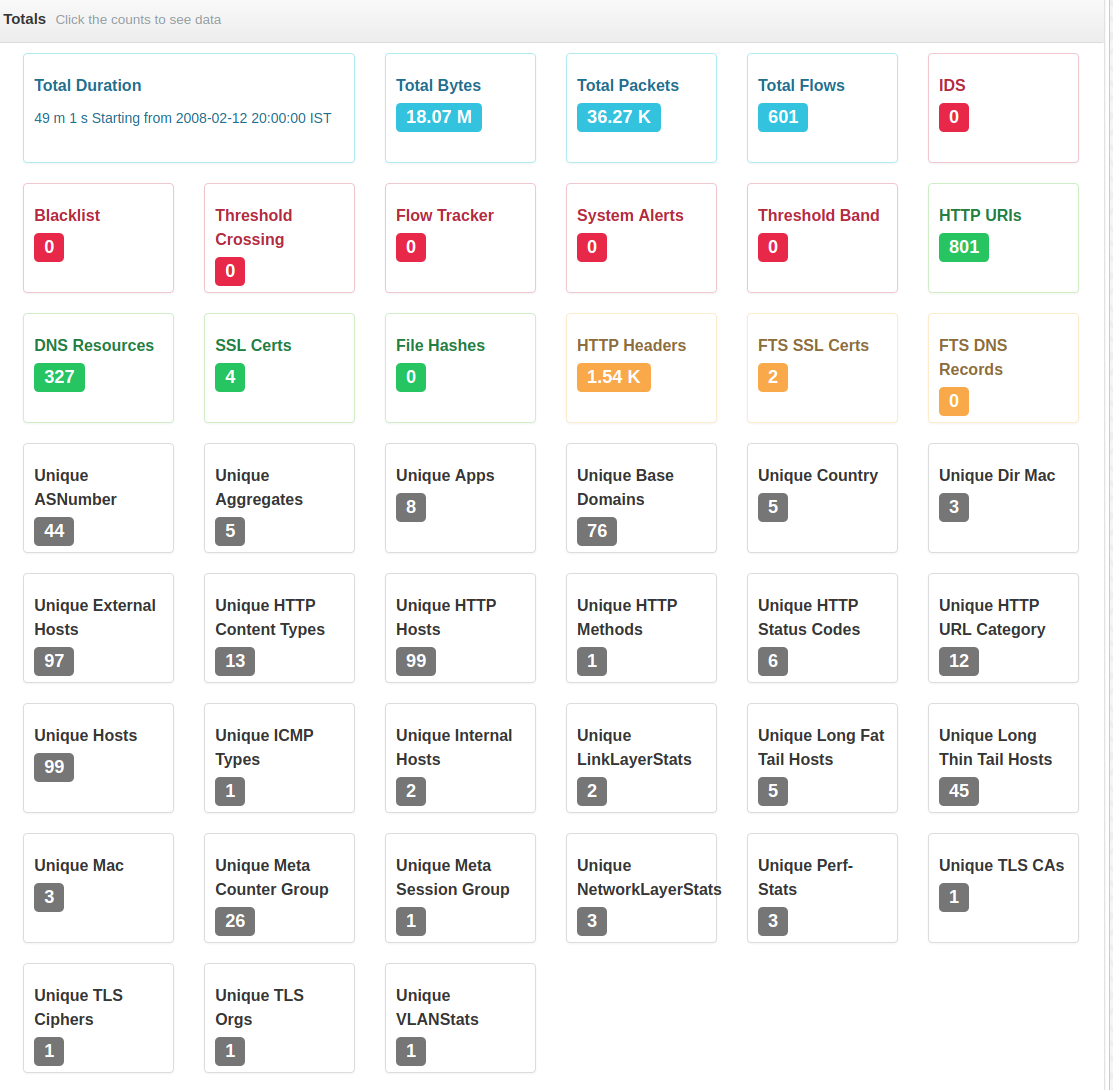 Totals Click the counts to see data
Total Duration
49 m 1 s Starting from 2008-02-12 20:00:00 IST
Total Bytes
18.07 M
Total Packets
36.27 K
Total Flows
601
IDS
0
Blacklist
0
Threshold
Crossing
0
Flow Tracker
0
System Alerts
0
Threshold Band
0
HTTP URIs
801
DNS Resources
327
SSL Certs
4
File Hashes
0
HTTP Headers
1.54 K
FTS SSL Certs
2
FTS DNS
Records
0
Unique
ASNumber
44
Unique
Aggregates
5
Unique Apps
8
Unique Base
Domains
76
Unique Country
5
Unique Dir Mac
3
Unique External
Hosts
97
Unique HTTP
Content Types
13
Unique HTTP
Hosts
99
Unique HTTP
Methods
1
Unique HTTP
Status Codes
6
Unique HTTP
URL Category
12
Unique Hosts
99
Unique ICMP
Types
1
Unique Internal
Hosts
2
Unique
LinkLayerStats
2
Unique Long Fat
Tail Hosts
5
Unique Long
Thin Tail Hosts
45
Unique Mac
3
Unique Meta
Counter Group
26
Unique Meta
Session Group
1
Unique
NetworkLayerStats
3
Unique Perf-
Stats
3
Unique TLS CAs
1
Unique TLS
Ciphers
1
Unique TLS
Orgs
1
Unique
VLANStats
1